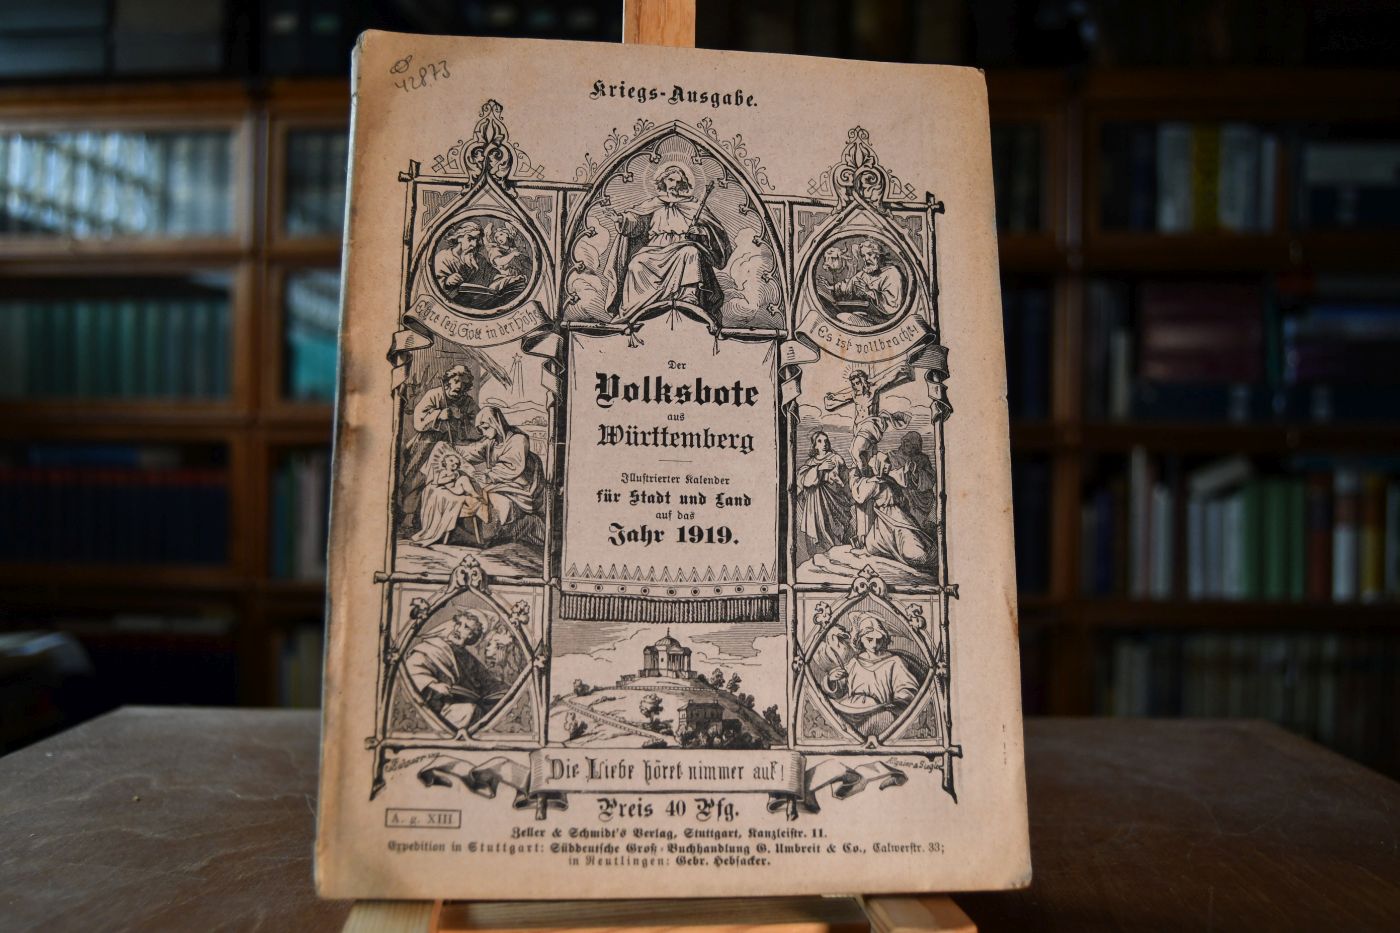 42873
Kriegs-Ausgabe.
Ehre sey Gott in der Höhe
Es ist vollbracht!
Der
Volksbote
aus
Württemberg
Illustrierter Kalender
für Stadt und Land
auf das
Jahr 1919.
Die Liebe höret nimmer auf!
Preis 40 Pfg.
A. g. XIII
Zeller & Schmidt's Verlag, Stuttgart, Kanzleistr. 11.
Expedition in Stuttgart: Süddeutsche Groß-Buchhandlung G. Umbreit & Co., Calwerstr. 33;
in Reutlingen: Gebr. Hebsacker.